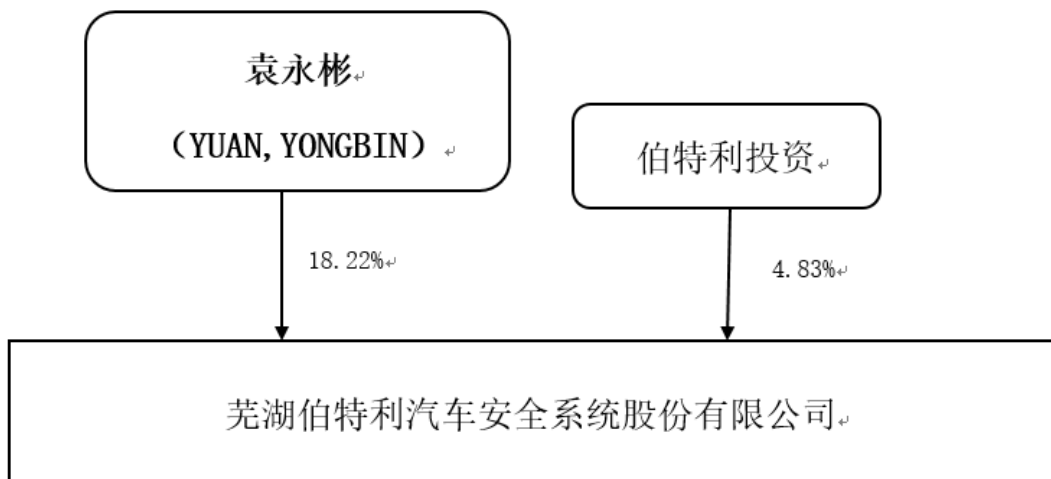 袁永彬
（YUAN,YONGBIN）
伯特利投资
18.22%
4.83%
芜湖伯特利汽车安全系统股份有限公司